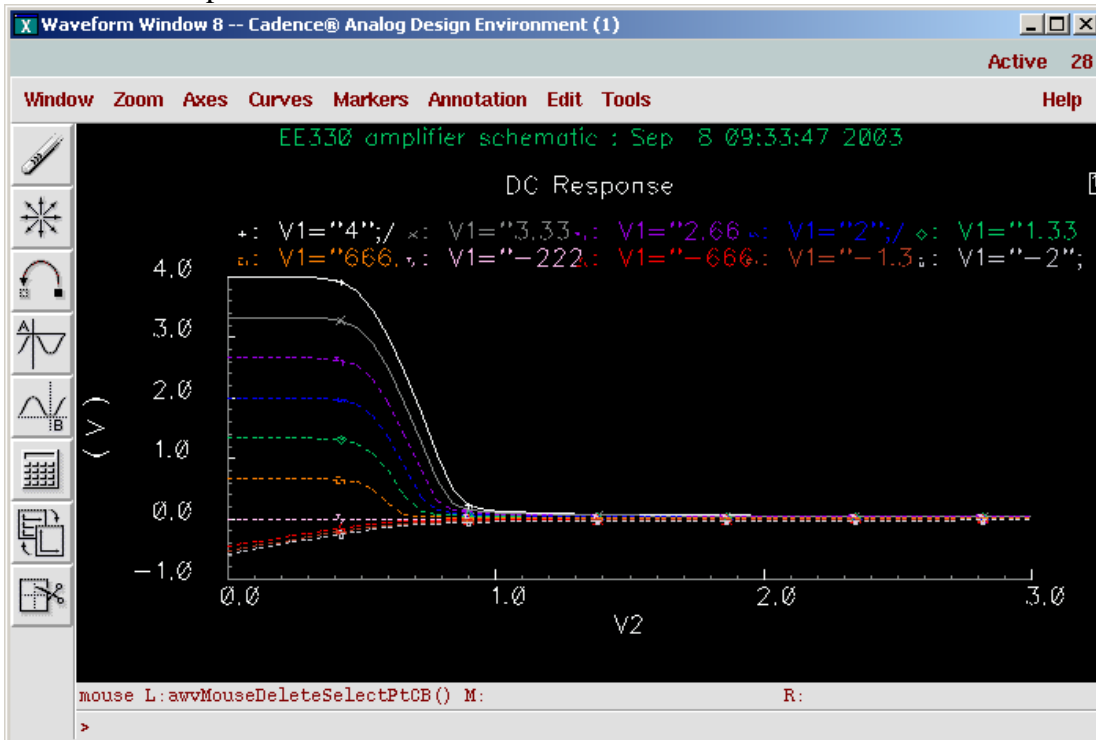 Waveform Window 8 -- Cadence® Analog Design Environment (1)
Active 28
Window Zoom Axes Curves Markers Annotation Edit Tools Help
EE330 amplifier schematic : Sep 8 09:33:47 2003
DC Response
V1="4";/ V1="3.33 V1="2.66 V1="2";/ V1="1.33
V1="666. V1="-222 V1="-666 V1="-1.3 V1="-2";
4.0
3.0
2.0
(V)
1.0
0.0
-1.0
0.0 1.0 2.0 3.0
V2
A
B
mouse L:awvMouseDeleteSelectPtCB() M: R:
>